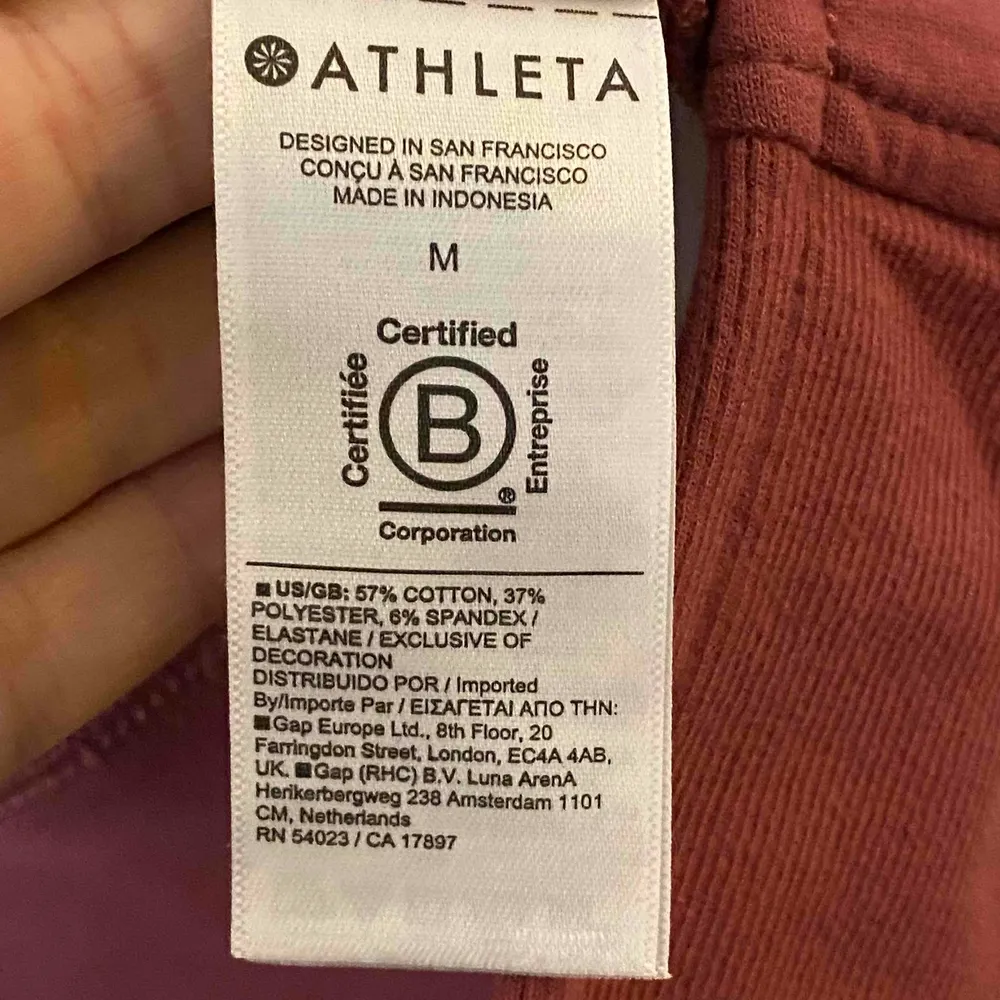 ATHLETA
DESIGNED IN SAN FRANCISCO
CONÇU À SAN FRANCISCO
MADE IN INDONESIA
M
Certified
Certifiée
B
Entreprise
®
Corporation
US/GB: 57% COTTON, 37%
POLYESTER, 6% SPANDEX /
ELASTANE / EXCLUSIVE OF
DECORATION
DISTRIBUIDO POR / Imported
By/Importe Par / ΕΙΣΑΓΕΤΑΙ ΑΠΟ ΤΗΝ:
Gap Europe Ltd., 8th Floor, 20
Farringdon Street, London, EC4A 4AB,
UK. Gap (RHC) B.V. Luna ArenA
Herikerbergweg 238 Amsterdam 1101
CM, Netherlands
RN 54023 / CA 17897